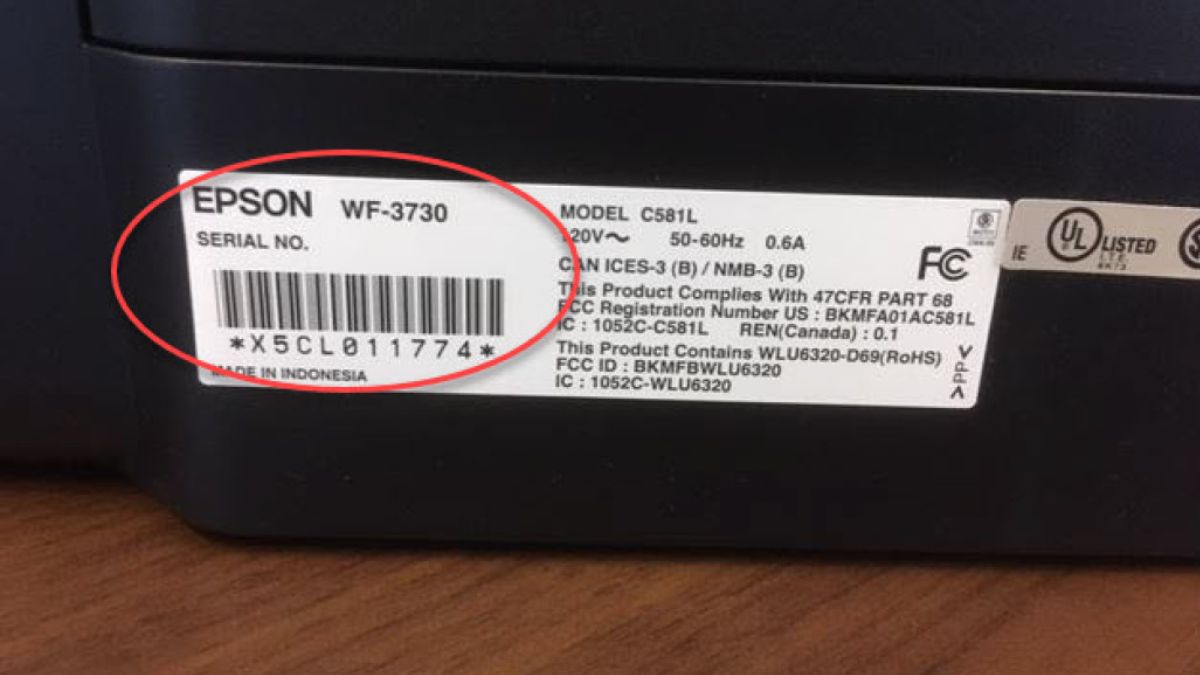 EPSON WF-3730
SERIAL NO.
*X5CL011774*
MADE IN INDONESIA
MODEL C581L
20V~ 50-60Hz 0.6A
CAN ICES-3 (B) / NMB-3 (B)
This Product Complies With 47CFR PART 68
FCC Registration Number US : BKMFA01AC581L
IC : 1052C-C581L REN(Canada) : 0.1
This Product Contains WLU6320-D69(RoHS)
FCC ID : BKMFBWLU6320
IC : 1052C-WLU6320
FC
>PP<
IE
UL LISTED
I.T.E.